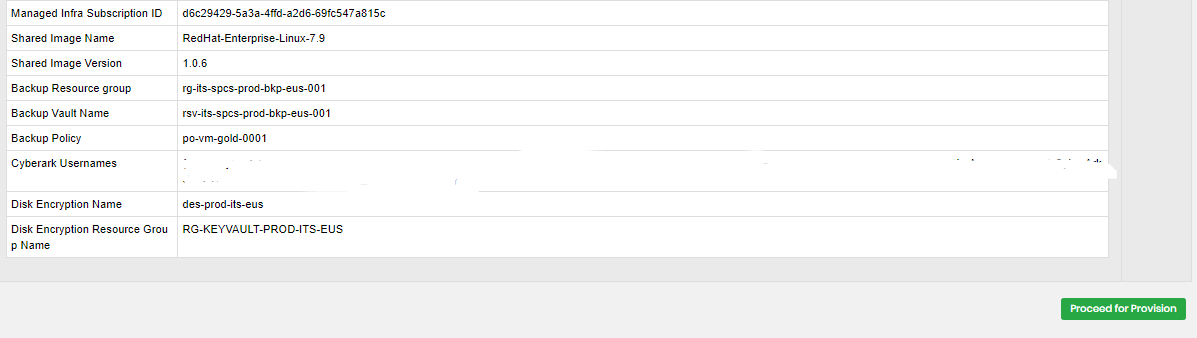 Managed Infra Subscription ID d6c29429-5a3a-4ffd-a2d6-69fc547a815c
Shared Image Name RedHat-Enterprise-Linux-7.9
Shared Image Version 1.0.6
Backup Resource group rg-its-spcs-prod-bkp-eus-001
Backup Vault Name rsv-its-spcs-prod-bkp-eus-001
Backup Policy po-vm-gold-0001
Cyberark Usernames
Disk Encryption Name des-prod-its-eus
Disk Encryption Resource Grou RG-KEYVAULT-PROD-ITS-EUS
p Name
Proceed for Provision